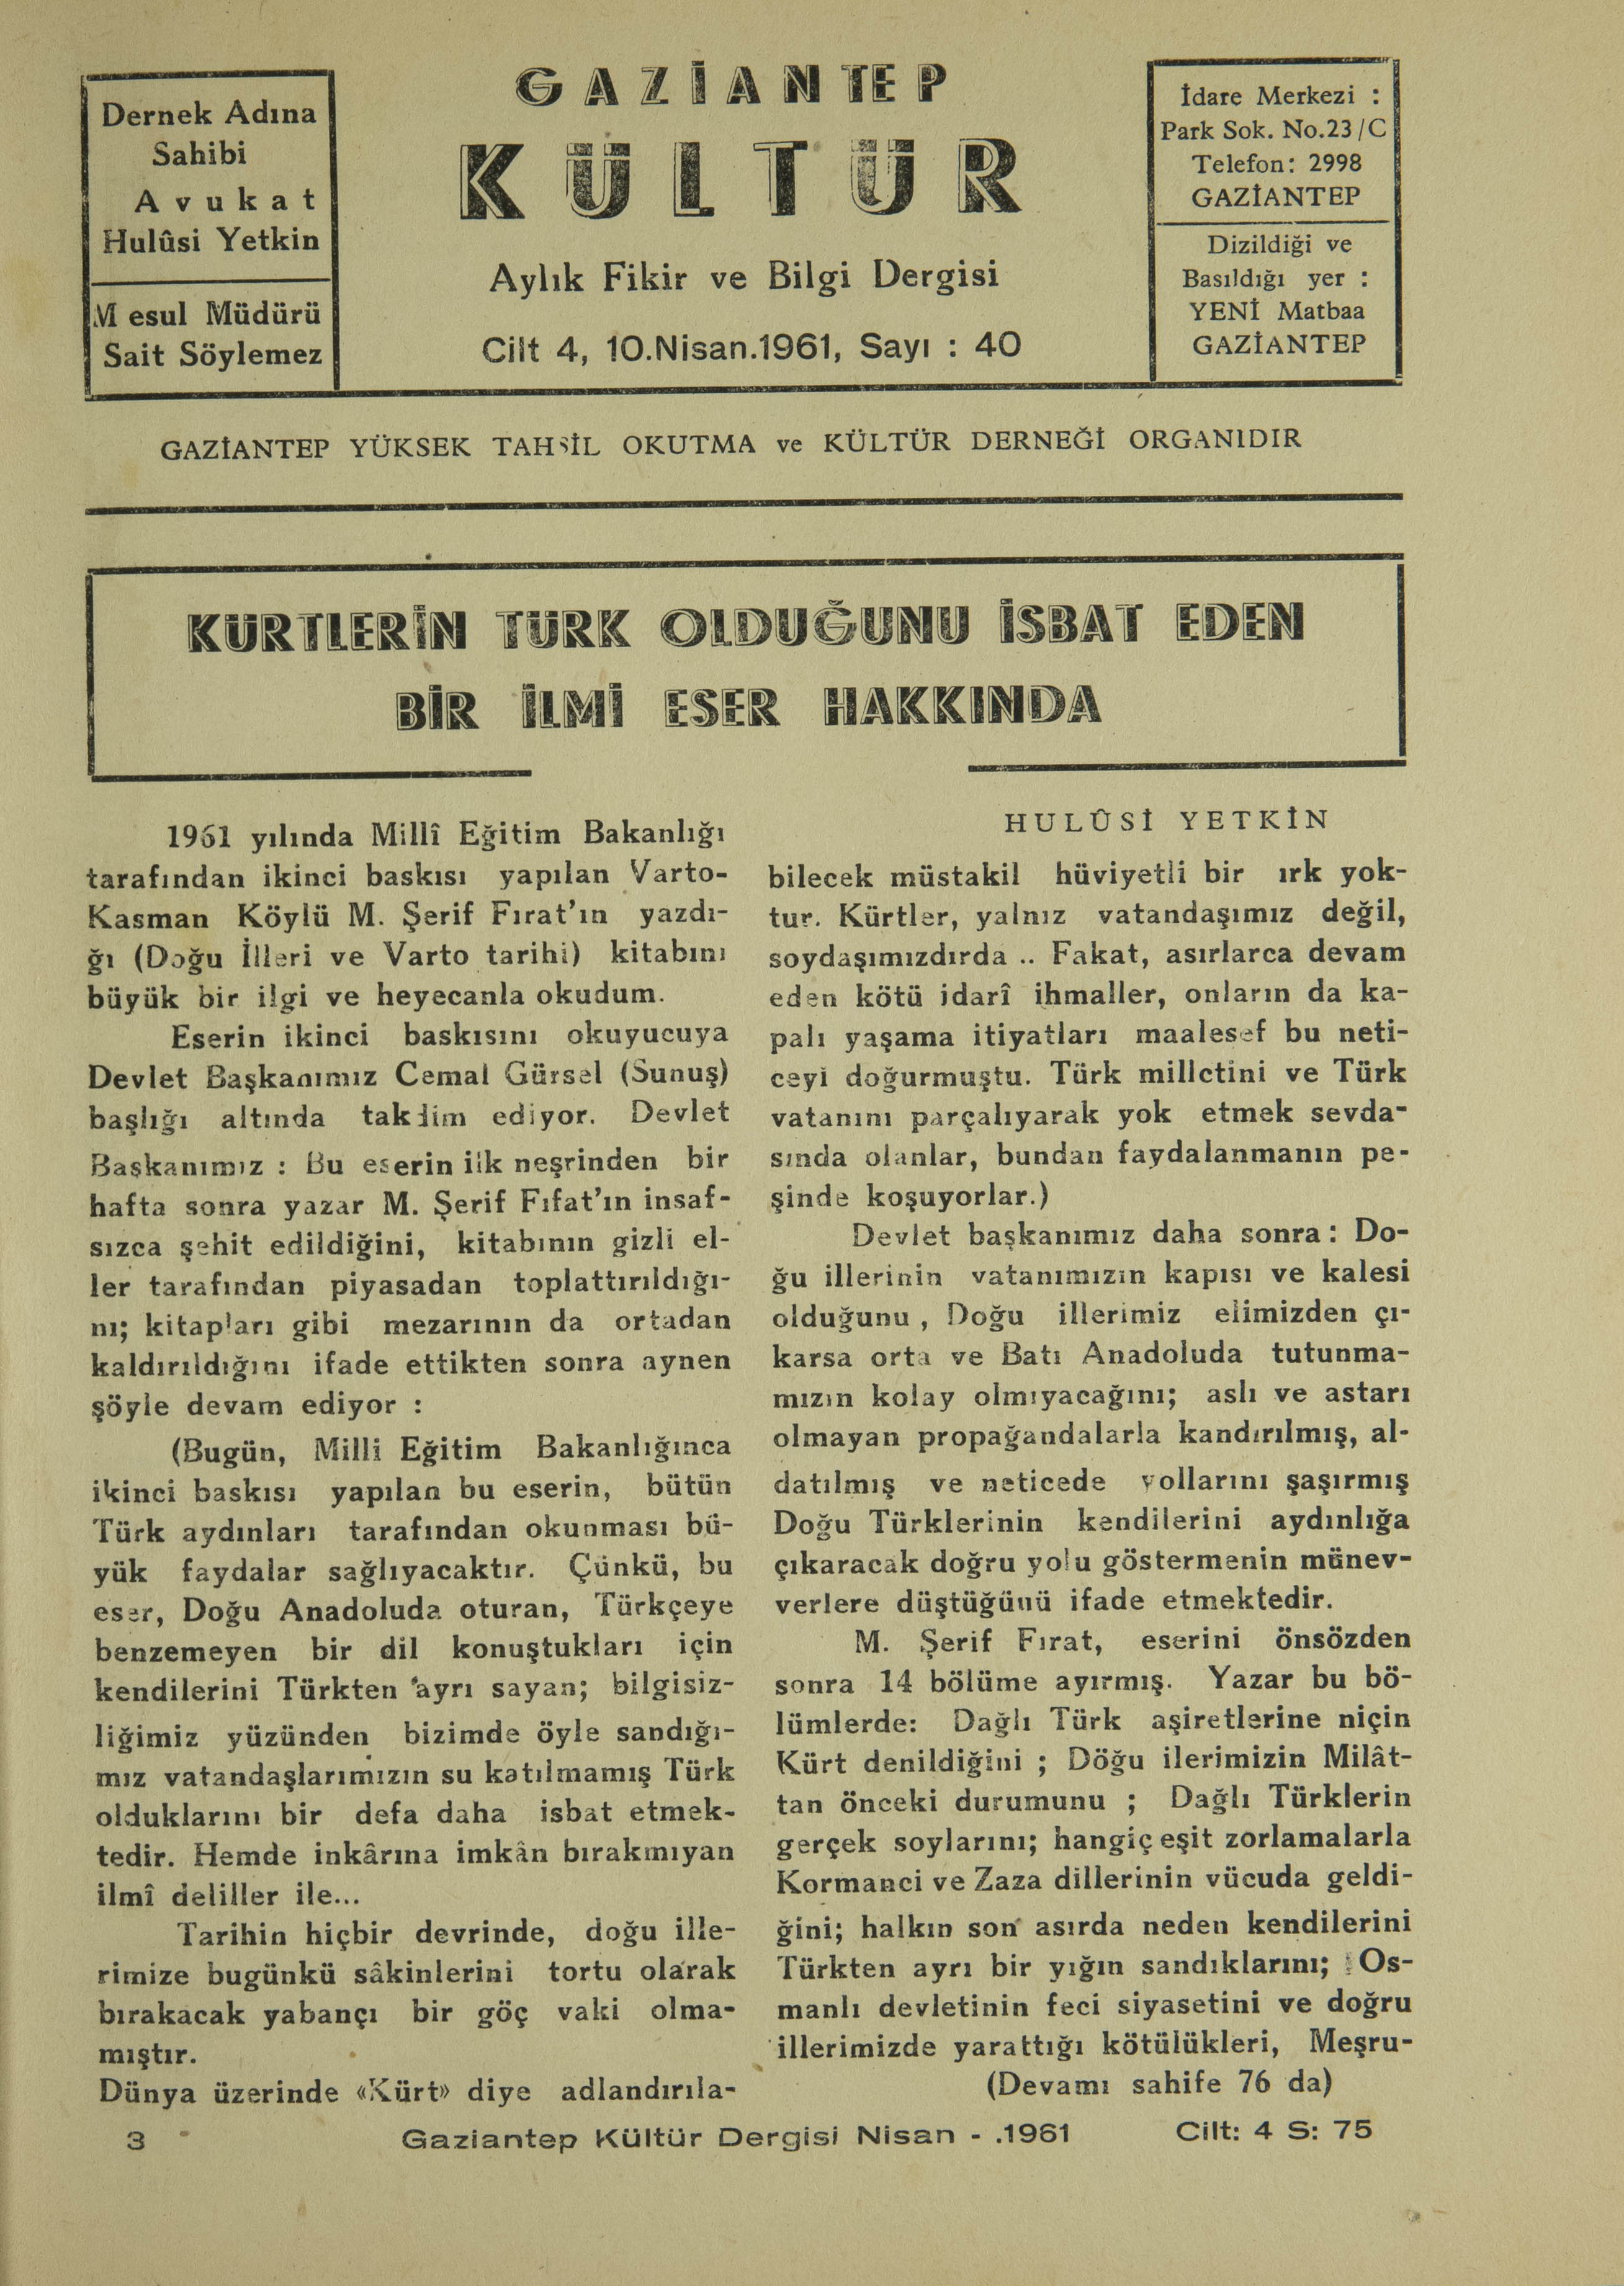 Dernek Adına
Sahibi
Avukat
Hulûsi Yetkin
Mesul Müdürü
Sait Söylemez
GAZİANTEP
KÜLTÜR
Aylık Fikir ve Bilgi Dergisi
Cilt 4, 10.Nisan.1961, Sayı : 40
İdare Merkezi :
Park Sok. No.23/C
Telefon: 2998
GAZİANTEP
Dizildiği ve
Basıldığı yer :
YENİ Matbaa
GAZİANTEP
GAZİANTEP YÜKSEK TAHSİL OKUTMA ve KÜLTÜR DERNEĞİ ORGANIDIR
KÜRTLERİN TÜRK OLDUĞUNU İSBAT EDEN
BİR İLMİ ESER HAKKINDA
1961 yılında Millî Eğitim Bakanlığı
tarafından ikinci baskısı yapılan Varto-
Kasman Köylü M. Şerif Fırat'ın yazdı-
ğı (Doğu İlleri ve Varto tarihi) kitabını
büyük bir ilgi ve heyecanla okudum.
Eserin ikinci baskısını okuyucuya
Devlet Başkanımız Cemal Gürsel (Sunuş)
başlığı altında takdim ediyor. Devlet
Başkanımız : Bu eserin ilk neşrinden bir
hafta sonra yazar M. Şerif Fıfat'ın insaf-
sızca şehit edildiğini, kitabının gizli el-
ler tarafından piyasadan toplattırıldığı-
nı; kitapları gibi mezarının da ortadan
kaldırıldığını ifade ettikten sonra aynen
şöyle devam ediyor :
(Bugün, Milli Eğitim Bakanlığınca
ikinci baskısı yapılan bu eserin, bütün
Türk aydınları tarafından okunması bü-
yük faydalar sağlıyacaktır. Çünkü, bu
eser, Doğu Anadoluda oturan, Türkçeye
benzemeyen bir dil konuştukları için
kendilerini Türkten ayrı sayan; bilgisiz-
liğimiz yüzünden bizimde öyle sandığı-
mız vatandaşlarımızın su katılmamış Türk
olduklarını bir defa daha isbat etmek-
tedir. Hemde inkârına imkân bırakmıyan
ilmî deliller ile...
Tarihin hiçbir devrinde, doğu ille-
rimize bugünkü sâkinlerini tortu olarak
bırakacak yabançı bir göç vaki olma-
mıştır.
Dünya üzerinde «Kürt» diye adlandırıla-
HULÛSİ YETKİN
bilecek müstakil hüviyetli bir ırk yok-
tur. Kürtler, yalnız vatandaşımız değil,
soydaşımızdırda .. Fakat, asırlarca devam
eden kötü idarî ihmaller, onların da ka-
palı yaşama itiyatları maalesef bu neti-
ceyi doğurmuştu. Türk milletini ve Türk
vatanını parçalıyarak yok etmek sevda-
sında olanlar, bundan faydalanmanın pe-
şinde koşuyorlar.)
Devlet başkanımız daha sonra : Do-
ğu illerinin vatanımızın kapısı ve kalesi
olduğunu , Doğu illerimiz elimizden çı-
karsa orta ve Batı Anadoluda tutunma-
mızın kolay olmıyacağını; aslı ve astarı
olmayan propağandalarla kandırılmış, al-
datılmış ve neticede yollarını şaşırmış
Doğu Türklerinin kendilerini aydınlığa
çıkaracak doğru yolu göstermenin münev-
verlere düştüğünü ifade etmektedir.
M. Şerif Fırat, eserini önsözden
sonra 14 bölüme ayırmış. Yazar bu bö-
lümlerde: Dağlı Türk aşiretlerine niçin
Kürt denildiğini ; Döğu ilerimizin Milât-
tan önceki durumunu ; Dağlı Türklerin
gerçek soylarını; hangiç eşit zorlamalarla
Kormanci ve Zaza dillerinin vücuda geldi-
ğini; halkın son asırda neden kendilerini
Türkten ayrı bir yığın sandıklarını; Os-
manlı devletinin feci siyasetini ve doğru
illerimizde yarattığı kötülükleri, Meşru-
(Devamı sahife 76 da)
3 Gaziantep Kültür Dergisi Nisan - .1961 Cilt: 4 S: 75